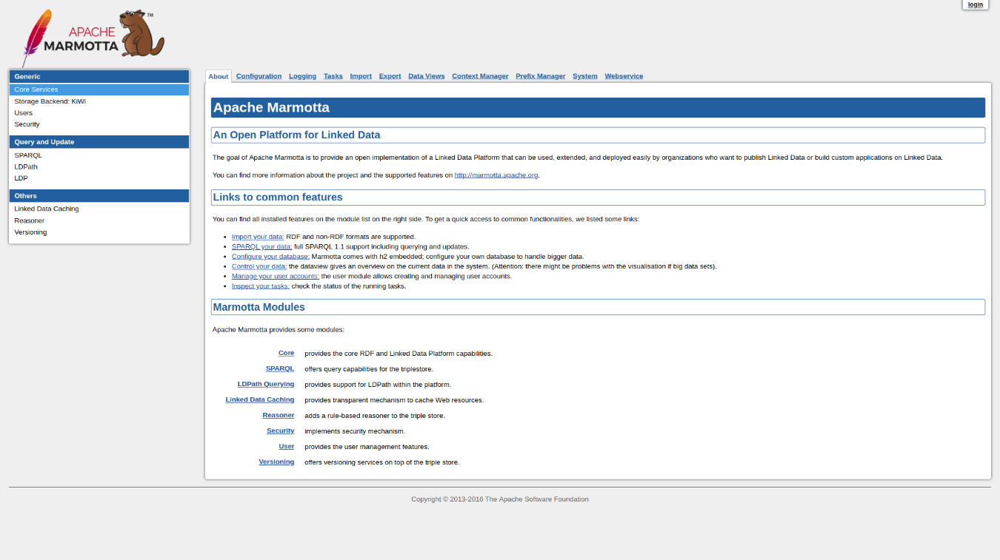 login
APACHE
MARMOTTA
TM
Generic
Core Services
Storage Backend: KiWi
Users
Security
Query and Update
SPARQL
LDPath
LDP
Others
Linked Data Caching
Reasoner
Versioning
About Configuration Logging Tasks Import Export Data Views Context Manager Prefix Manager System Webservice
Apache Marmotta
An Open Platform for Linked Data
The goal of Apache Marmotta is to provide an open implementation of a Linked Data Platform that can be used, extended, and deployed easily by organizations who want to publish Linked Data or build custom applications on Linked Data.
You can find more information about the project and the supported features on http://marmotta.apache.org.
Links to common features
You can find all installed features on the module list on the right side. To get a quick access to common functionalities, we listed some links:
• Import your data: RDF and non-RDF formats are supported.
• SPARQL your data: full SPARQL 1.1 support including querying and updates.
• Configure your database: Marmotta comes with h2 embedded; configure your own database to handle bigger data.
• Control your data: the dataview gives an overview on the current data in the system. (Attention: there might be problems with the visualisation if big data sets).
• Manage your user accounts: the user module allows creating and managing user accounts.
• Inspect your tasks: check the status of the running tasks.
Marmotta Modules
Apache Marmotta provides some modules:
Core provides the core RDF and Linked Data Platform capabilities.
SPARQL offers query capabilities for the triplestore.
LDPath Querying provides support for LDPath within the platform.
Linked Data Caching provides transparent mechanism to cache Web resources.
Reasoner adds a rule-based reasoner to the triple store.
Security implements security mechanism.
User provides the user management features.
Versioning offers versioning services on top of the triple store.
Copyright © 2013-2016 The Apache Software Foundation